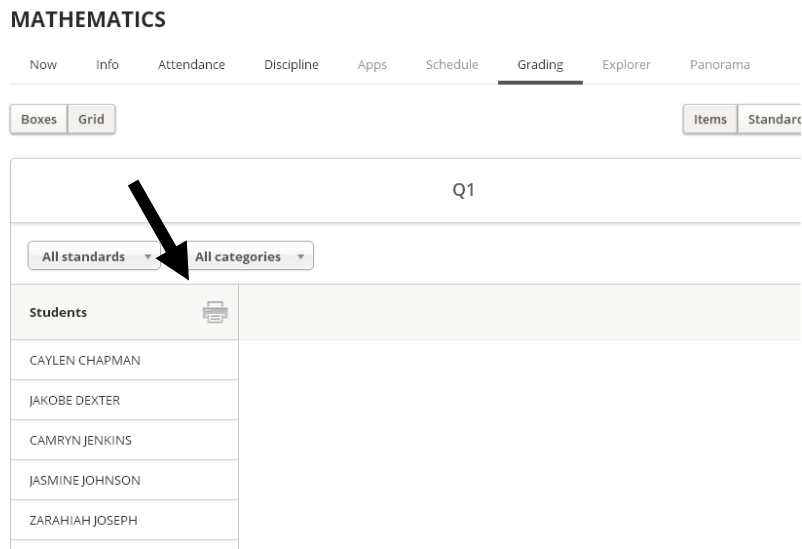 MATHEMATICS
Now Info Attendance Discipline Apps Schedule Grading Explorer Panorama
Boxes Grid Items Standard
Q1
All standards All categories
Students
CAYLEN CHAPMAN
JAKOBE DEXTER
CAMRYN JENKINS
JASMINE JOHNSON
ZARAHIAH JOSEPH